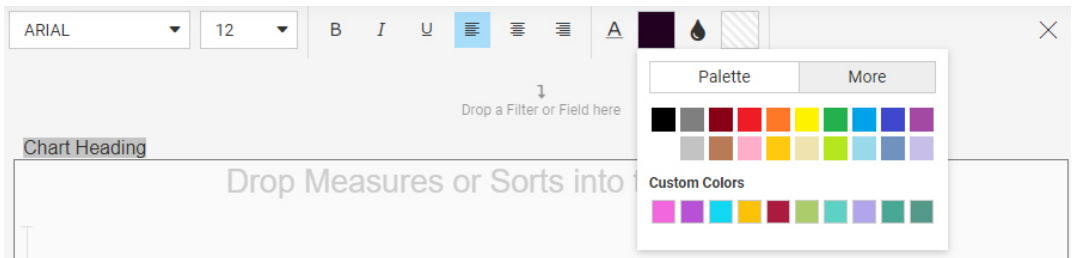 ARIAL 12 B I U A
Palette More
Drop a Filter or Field here
Chart Heading
Drop Measures or Sorts into
Custom Colors